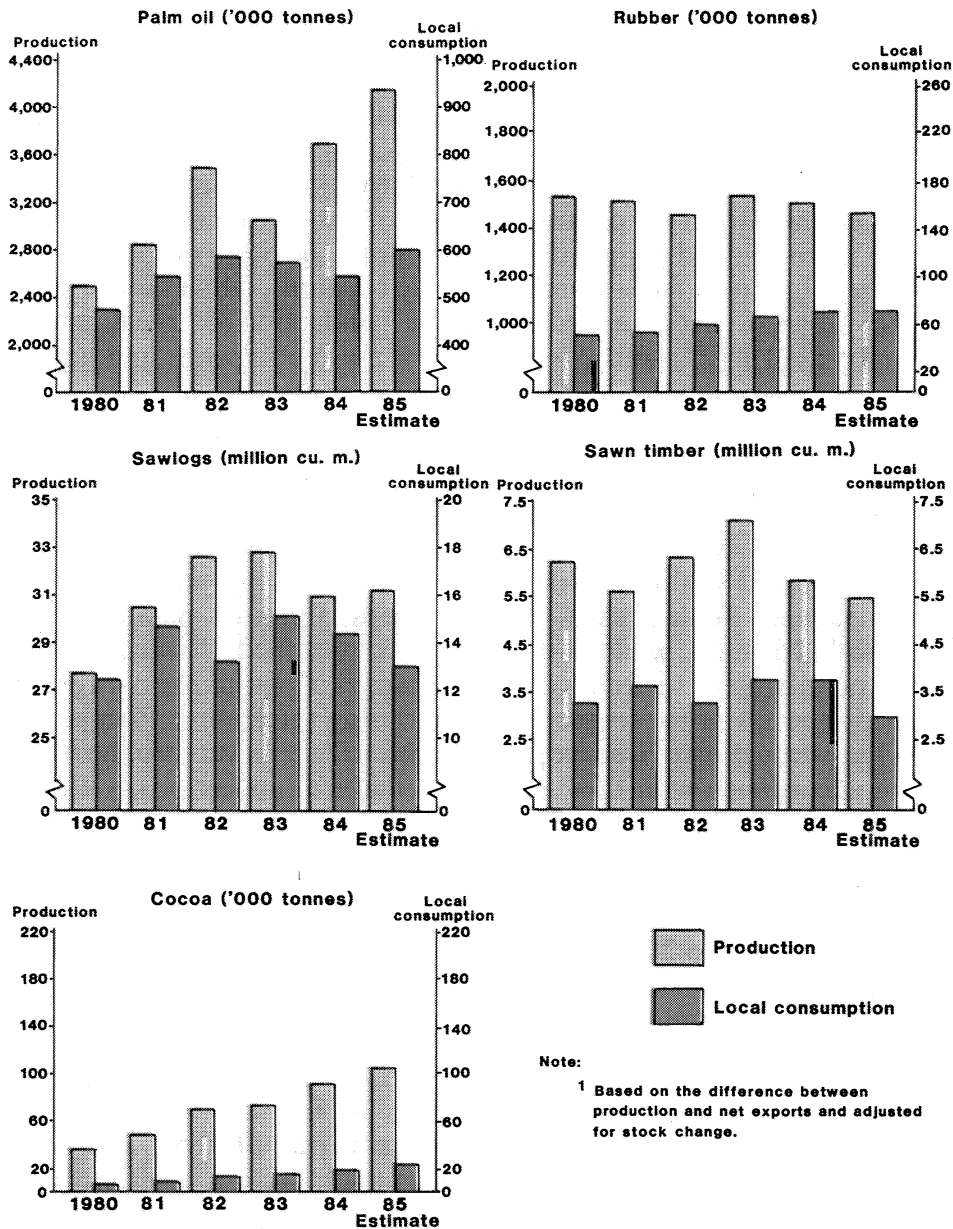 Palm oil ('000 tonnes)
Production
Local
consumption
4,400
4,000
3,600
3,200
2,800
2,400
2,000
0
1,000
900
800
700
600
500
400
0
1980 81 82 83 84 85
Estimate
Rubber ('000 tonnes)
Production
Local
consumption
2,000
1,800
1,600
1,400
1,200
1,000
0
260
220
180
140
100
60
20
0
1980 81 82 83 84 85
Estimate
Sawlogs (million cu. m.)
Production
Local
consumption
35
33
31
29
27
25
0
20
18
16
14
12
10
0
1980 81 82 83 84 85
Estimate
Sawn timber (million cu. m.)
Production
Local
consumption
7.5
6.5
5.5
4.5
3.5
2.5
0
7.5
6.5
5.5
4.5
3.5
2.5
0
1980 81 82 83 84 85
Estimate
Cocoa ('000 tonnes)
Production
Local
consumption
220
180
140
100
60
20
0
220
180
140
100
60
20
0
1980 81 82 83 84 85
Estimate
Production
Local consumption
Note:
1 Based on the difference between
production and net exports and adjusted
for stock change.